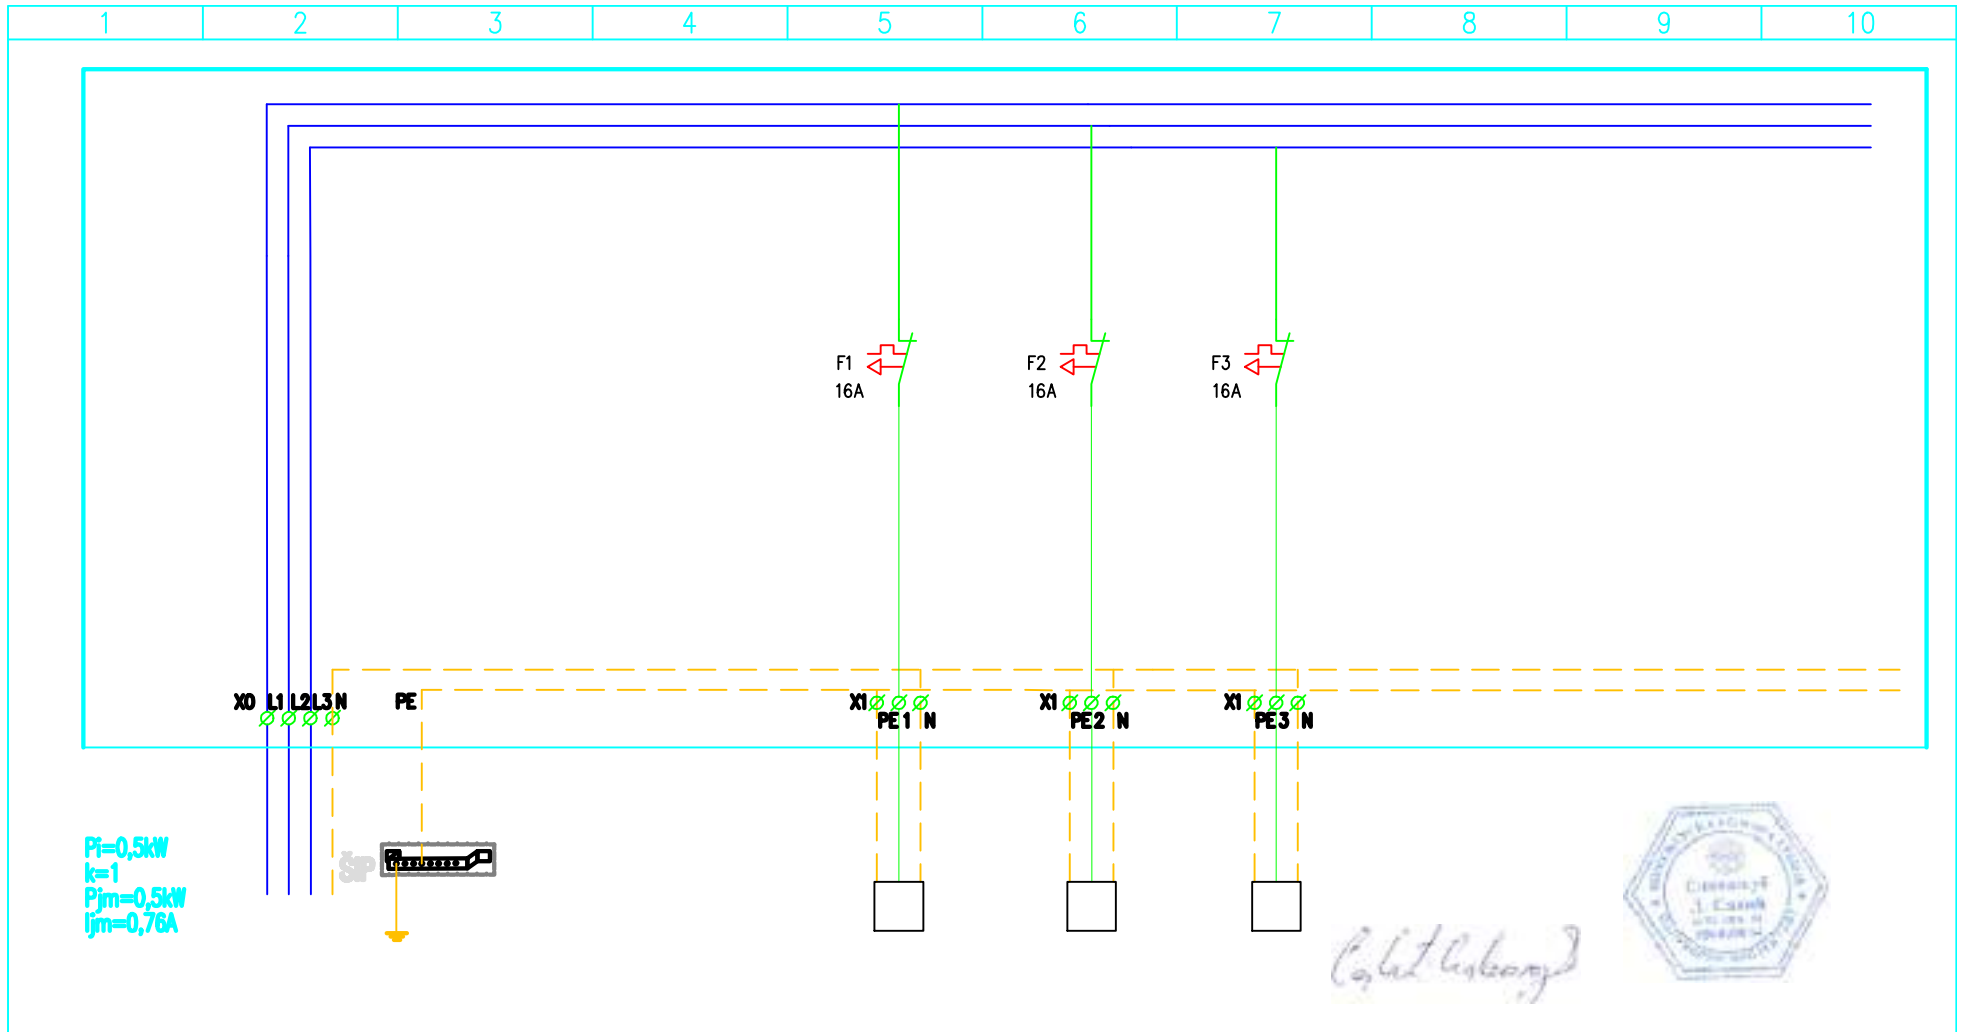 1 2 3 4 5 6 7 8 9 10
F1 F2 F3
16A 16A 16A
X0 L1 L2 L3 N PE X1 X1 X1
PE 1 N PE 2 N PE 3 N
Pi=0,5kW
k=1
Pjm=0,5kW
Ijm=0,76A
ŠIP